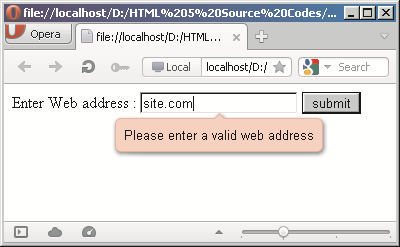 file://localhost/D:/HTML%205%20Source%20Codes/...
Opera
file://localhost/D:/HTML...
Local
localhost/D:/
Search
Enter Web address :
site.com
submit
Please enter a valid web address